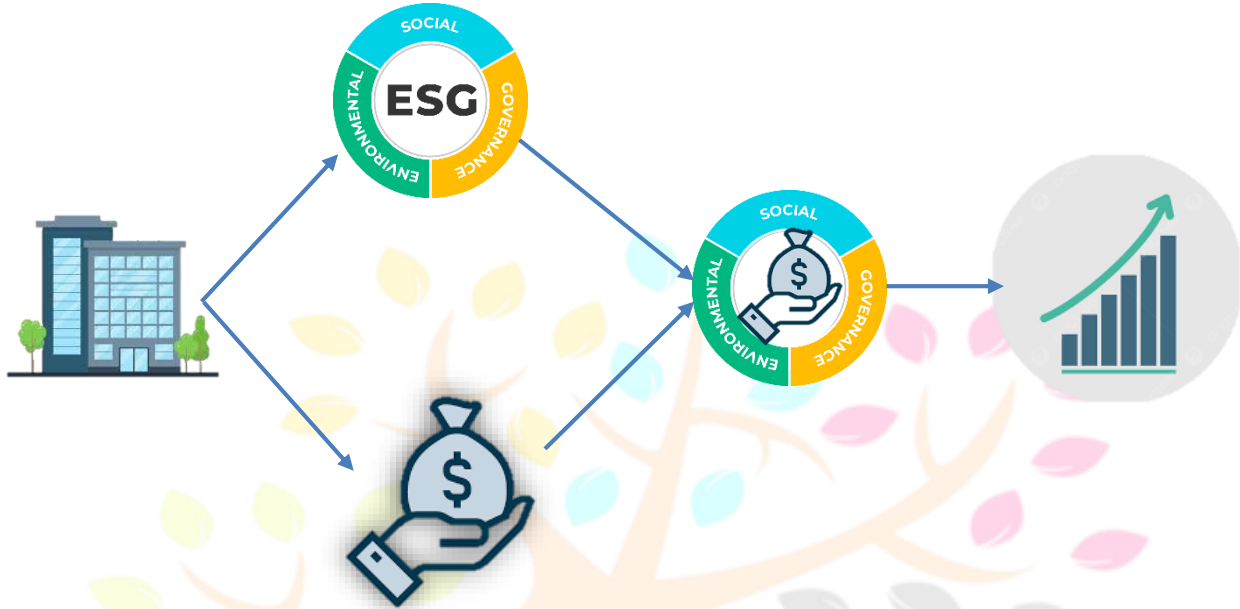 SOCIAL
ESG
ENVIRONMENTAL
GOVERNANCE
SOCIAL
$
ENVIRONMENTAL
GOVERNANCE
$